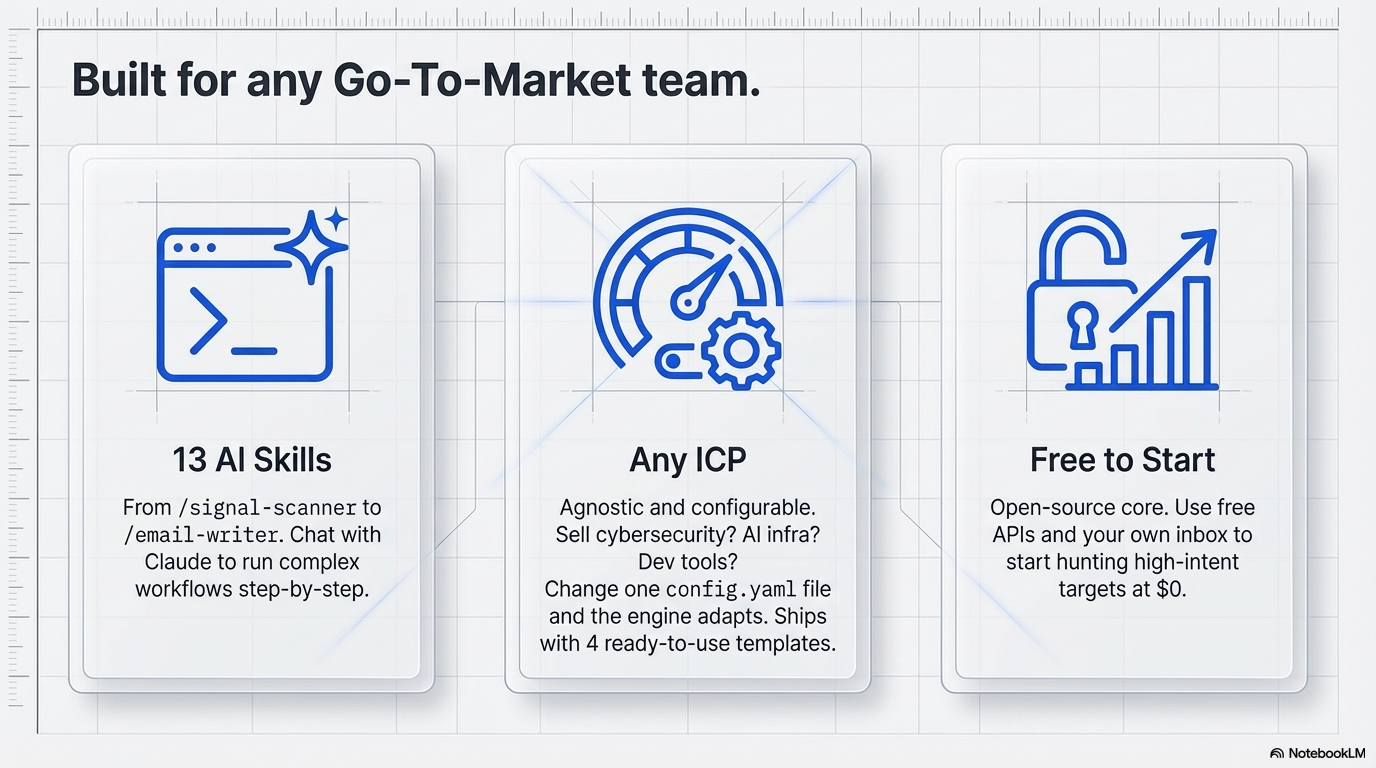 Built for any Go-To-Market team.
13 AI Skills
From /signal-scanner to
/email-writer. Chat with
Claude to run complex
workflows step-by-step.
Any ICP
Agnostic and configurable.
Sell cybersecurity? AI infra?
Dev tools?
Change one config.yaml file
and the engine adapts. Ships
with 4 ready-to-use templates.
Free to Start
Open-source core. Use free
APIs and your own inbox to
start hunting high-intent
targets at $0.
NotebookLM